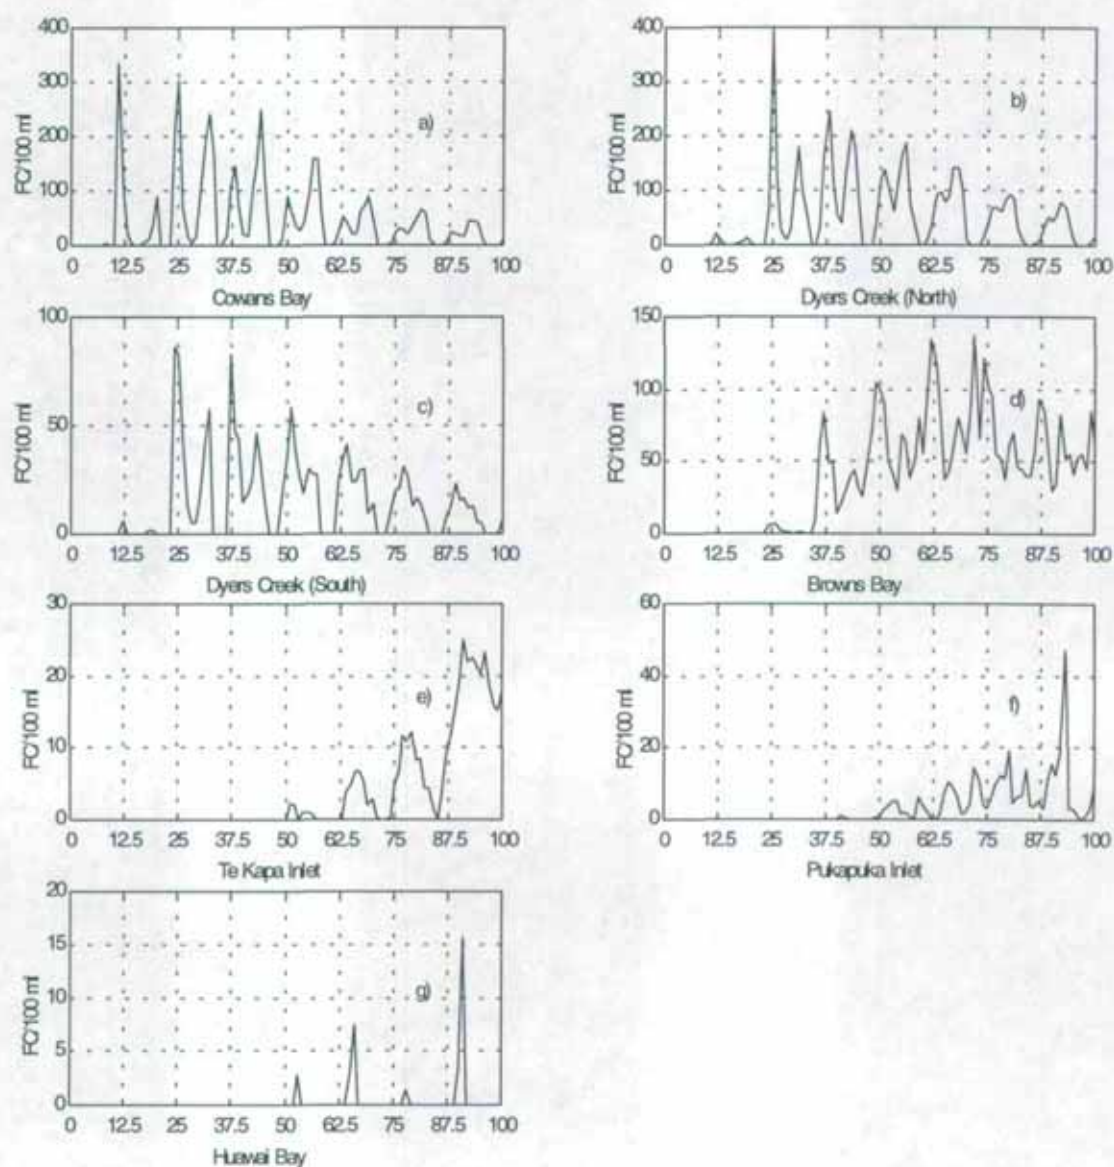 400
300
200
100
0
FC/100 ml
a)
0 12.5 25 37.5 50 62.5 75 87.5 100
Cowans Bay
400
300
200
100
0
FC/100 ml
b)
0 12.5 25 37.5 50 62.5 75 87.5 100
Dyers Creek (North)
100
50
0
FC/100 ml
c)
0 12.5 25 37.5 50 62.5 75 87.5 100
Dyers Creek (South)
150
100
50
0
FC/100 ml
d)
0 12.5 25 37.5 50 62.5 75 87.5 100
Browns Bay
30
20
10
0
FC/100 ml
e)
0 12.5 25 37.5 50 62.5 75 87.5 100
Te Kapa Inlet
60
40
20
0
FC/100 ml
f)
0 12.5 25 37.5 50 62.5 75 87.5 100
Pukapuka Inlet
20
15
10
5
0
FC/100 ml
g)
0 12.5 25 37.5 50 62.5 75 87.5 100
Huawai Bay